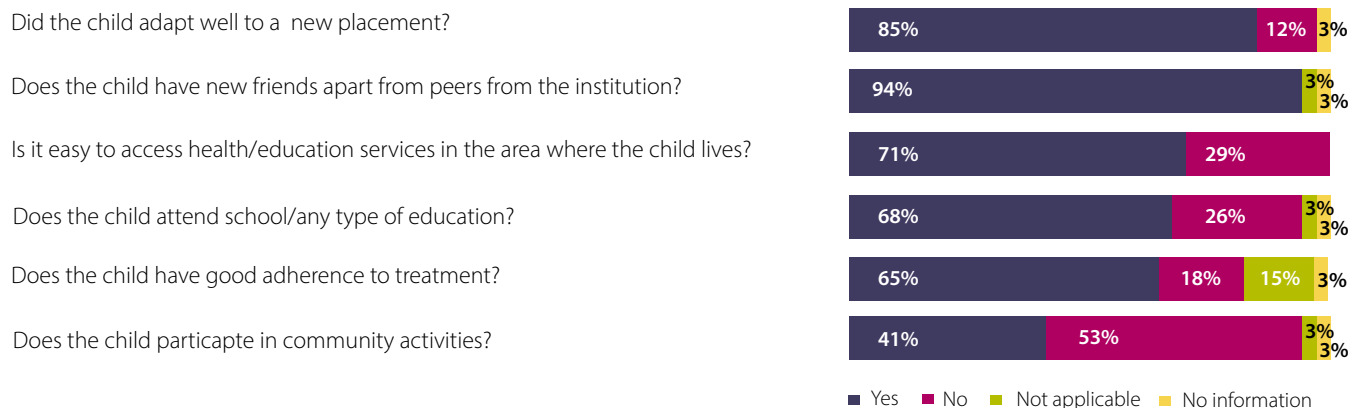 Did the child adapt well to a new placement? 85% 12% 3%
Does the child have new friends apart from peers from the institution? 94% 3% 3%
Is it easy to access health/education services in the area where the child lives? 71% 29%
Does the child attend school/any type of education? 68% 26% 3% 3%
Does the child have good adherence to treatment? 65% 18% 15% 3%
Does the child particapte in community activities? 41% 53% 3% 3%
Yes No Not applicable No information